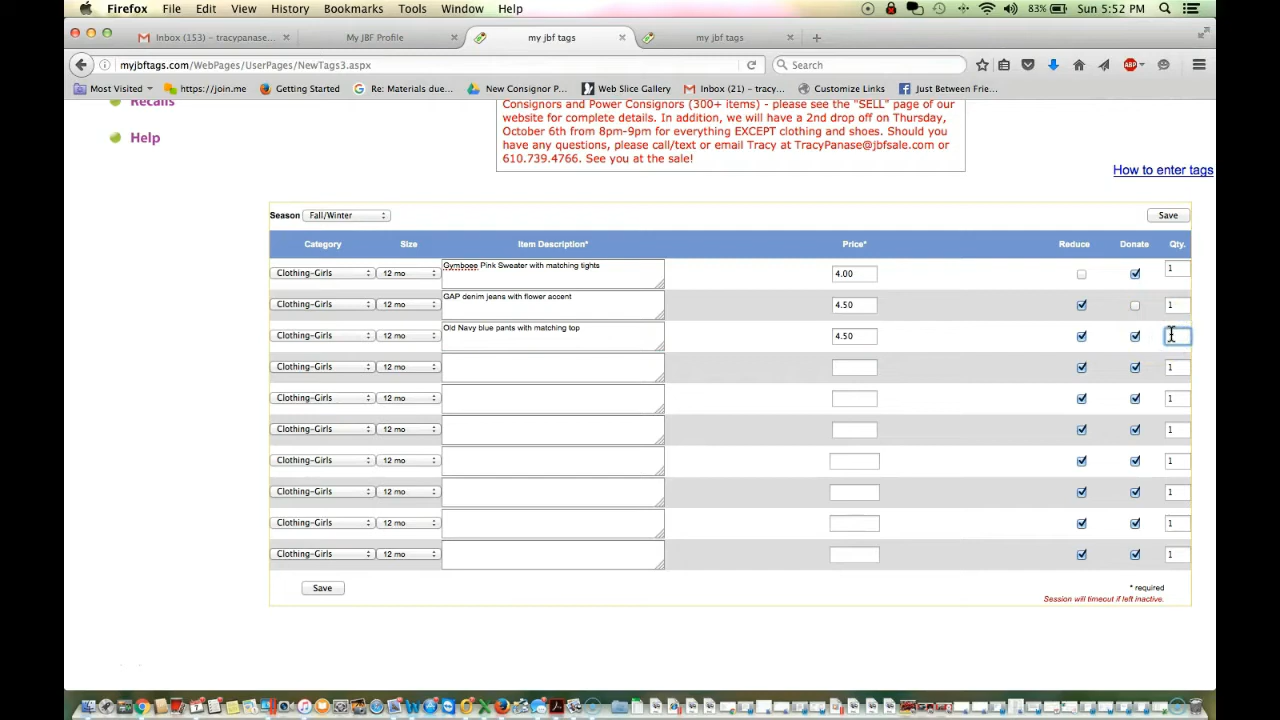 Firefox File Edit View History Bookmarks Tools Window Help 83% Sun 5:52 PM
Inbox (153) – tracypanase... × My JBF Profile × my jbf tags × my jbf tags × +
myjbftags.com/WebPages/UserPages/NewTags3.aspx Search
Most Visited https://join.me Getting Started Re: Materials due... New Consignor P... Web Slice Gallery Inbox (21) – tracy... Customize Links Just Between Frie...
Recalls
Help
Consignors and Power Consignors (300+ items) - please see the "SELL" page of
our website for complete details. In addition, we will have a 2nd drop off on Thursday,
October 6th from 8pm-9pm for everything EXCEPT clothing and shoes. Should you
have any questions, please call/text or email Tracy at TracyPanase@jbfsale.com or
610.739.4766. See you at the sale!
How to enter tags
Season Fall/Winter Save
Category Size Item Description* Price* Reduce Donate Qty.
Clothing-Girls 12 mo Gymboee Pink Sweater with matching tights 4.00 1
Clothing-Girls 12 mo GAP denim jeans with flower accent 4.50 1
Clothing-Girls 12 mo Old Navy blue pants with matching top 4.50
Clothing-Girls 12 mo 1
Clothing-Girls 12 mo 1
Clothing-Girls 12 mo 1
Clothing-Girls 12 mo 1
Clothing-Girls 12 mo 1
Clothing-Girls 12 mo 1
Clothing-Girls 12 mo 1
Save * required
Session will timeout if left inactive.